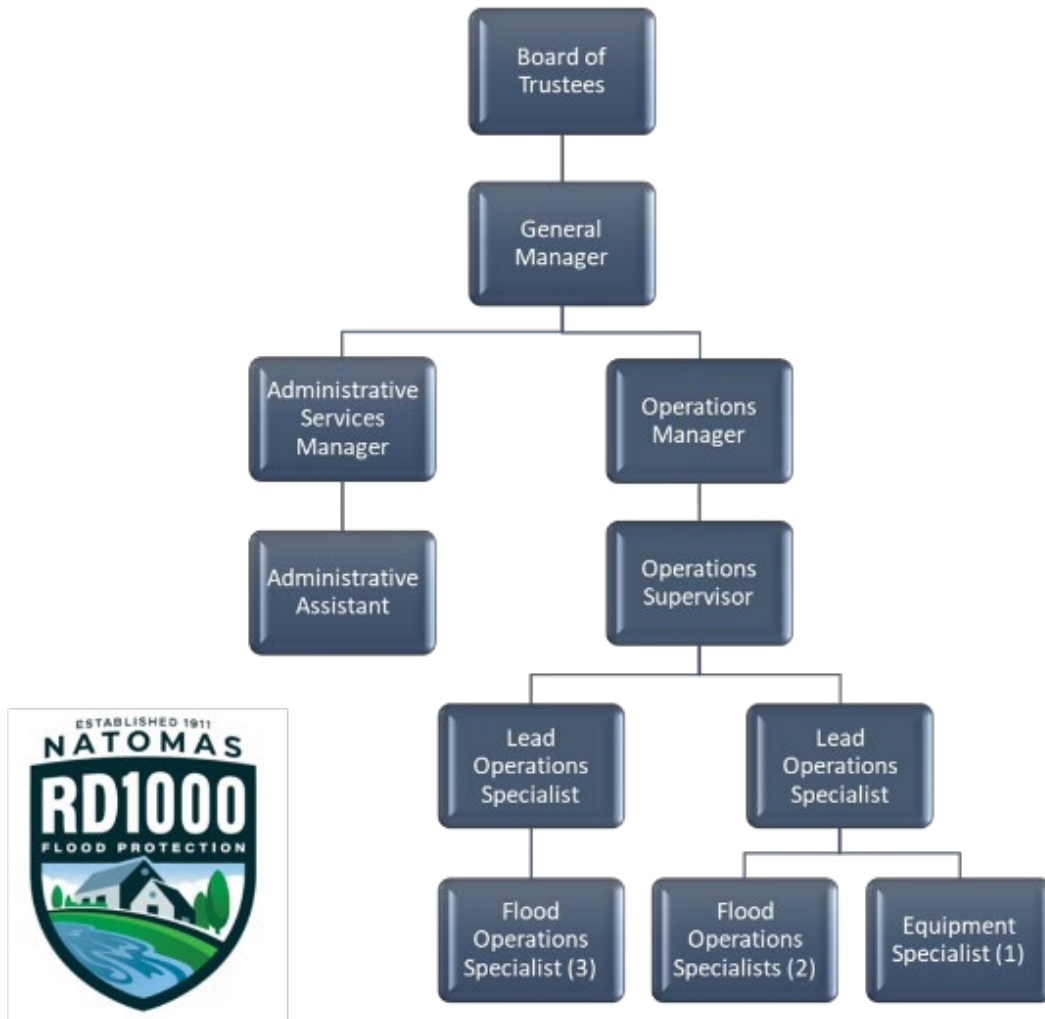 Board of
Trustees
General
Manager
Administrative
Services
Manager
Operations
Manager
Administrative
Assistant
Operations
Supervisor
Lead
Operations
Specialist
Lead
Operations
Specialist
Flood
Operations
Specialist (3)
Flood
Operations
Specialists (2)
Equipment
Specialist (1)
ESTABLISHED 1911
NATOMAS
RD1000
FLOOD PROTECTION